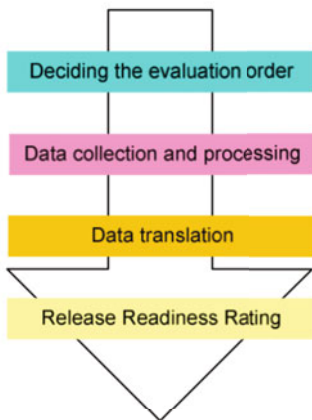 Deciding the evaluation order
Data collection and processing
Data translation
Release Readiness Rating